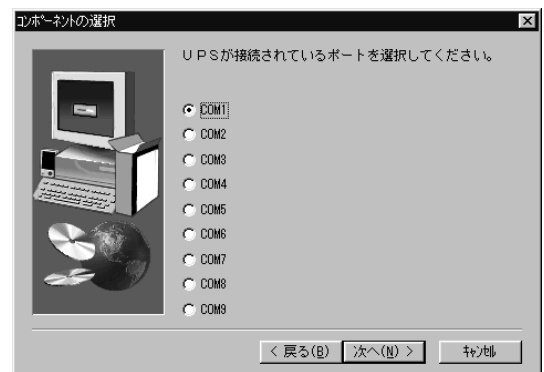 コンポーネントの選択
ＵＰＳが接続されているポートを選択してください。
COM1
COM2
COM3
COM4
COM5
COM6
COM7
COM8
COM9
< 戻る(B)
次へ(N) >
キャンセル